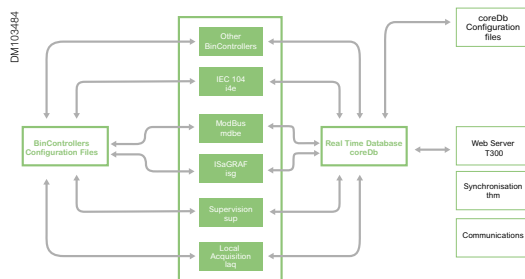 DM103484
Other
BinControllers
IEC 104
i4e
ModBus
mdbe
ISaGRAF
isg
Supervision
sup
Local
Acquisition
laq
BinControllers
Configuration Files
Real Time Database
coreDb
coreDb
Configuration
files
Web Server
T300
Synchronisation
thm
Communications